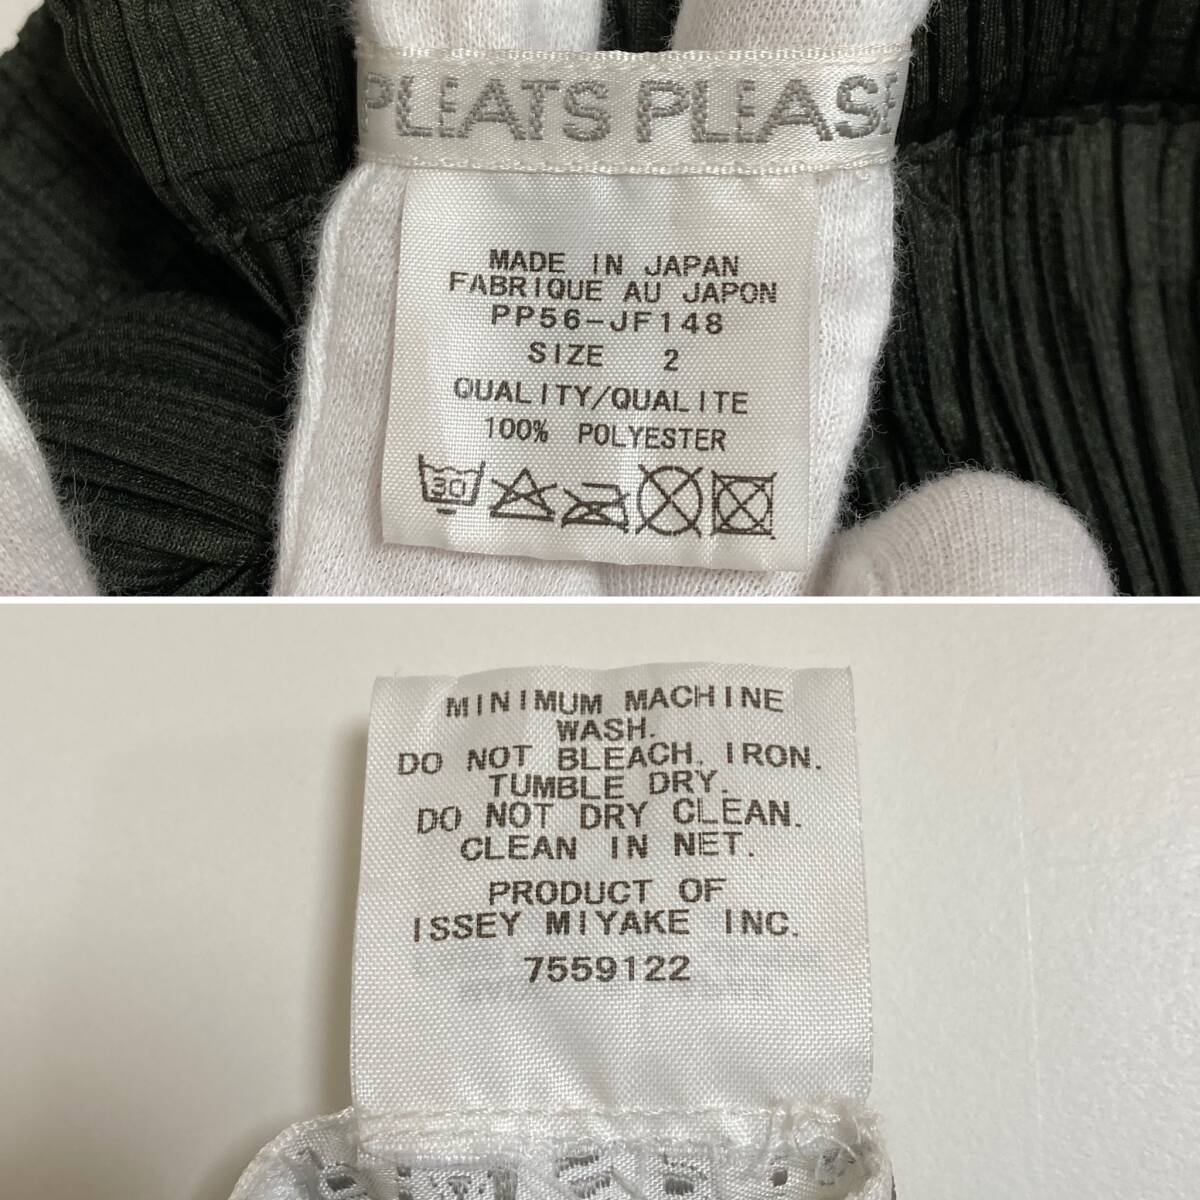 PLEATS PLEASE
MADE IN JAPAN
FABRIQUE AU JAPON
PP56-JF148
SIZE 2
QUALITY/QUALITE
100% POLYESTER
30
MINIMUM MACHINE
WASH.
DO NOT BLEACH. IRON.
TUMBLE DRY.
DO NOT DRY CLEAN.
CLEAN IN NET.
PRODUCT OF
ISSEY MIYAKE INC.
7559122